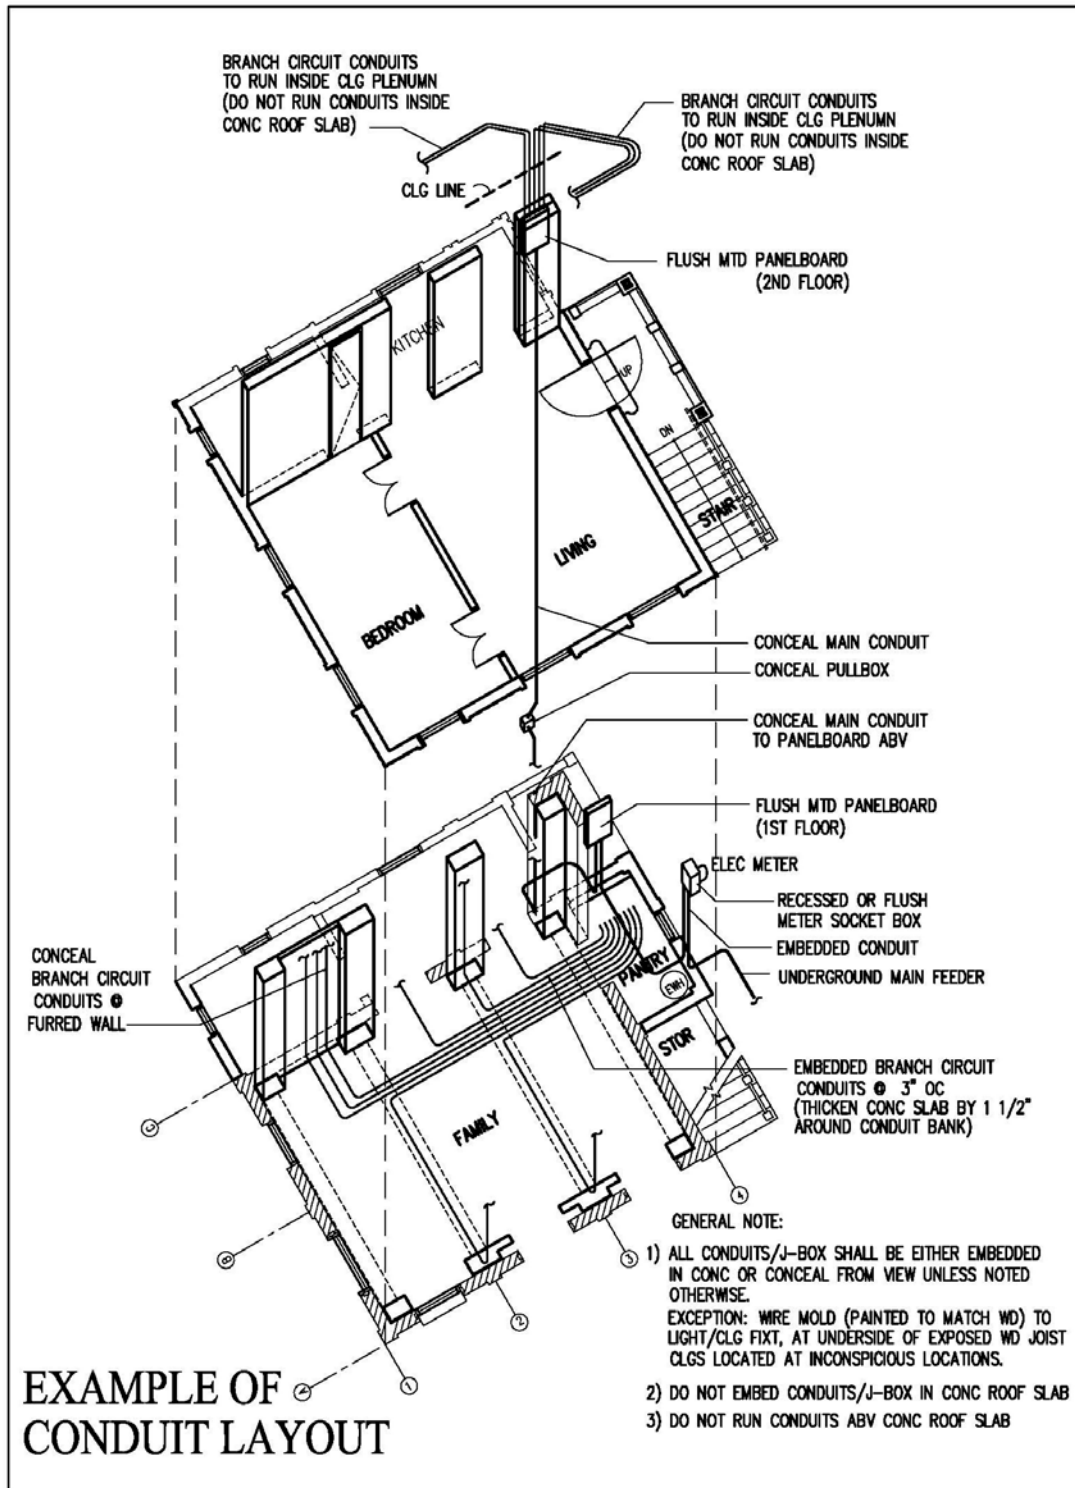 BRANCH CIRCUIT CONDUITS
TO RUN INSIDE CLG PLENUMN
(DO NOT RUN CONDUITS INSIDE
CONC ROOF SLAB)
BRANCH CIRCUIT CONDUITS
TO RUN INSIDE CLG PLENUMN
(DO NOT RUN CONDUITS INSIDE
CONC ROOF SLAB)
CLG LINE
FLUSH MTD PANELBOARD
(2ND FLOOR)
KITCHEN
UP
DN
STAIR
LIVING
BEDROOM
CONCEAL MAIN CONDUIT
CONCEAL PULLBOX
CONCEAL MAIN CONDUIT
TO PANELBOARD ABV
FLUSH MTD PANELBOARD
(1ST FLOOR)
ELEC METER
RECESSED OR FLUSH
METER SOCKET BOX
EMBEDDED CONDUIT
UNDERGROUND MAIN FEEDER
CONCEAL
BRANCH CIRCUIT
CONDUITS @
FURRED WALL
PANTRY
EWH
STOR
FAMILY
EMBEDDED BRANCH CIRCUIT
CONDUITS @ 3" OC
(THICKEN CONC SLAB BY 1 1/2"
AROUND CONDUIT BANK)
C
B
A
1
2
3
4
GENERAL NOTE:
1) ALL CONDUITS/J-BOX SHALL BE EITHER EMBEDDED
IN CONC OR CONCEAL FROM VIEW UNLESS NOTED
OTHERWISE.
EXCEPTION: WIRE MOLD (PAINTED TO MATCH WD) TO
LIGHT/CLG FIXT, AT UNDERSIDE OF EXPOSED WD JOIST
CLGS LOCATED AT INCONSPICIOUS LOCATIONS.
2) DO NOT EMBED CONDUITS/J-BOX IN CONC ROOF SLAB
3) DO NOT RUN CONDUITS ABV CONC ROOF SLAB
EXAMPLE OF
CONDUIT LAYOUT